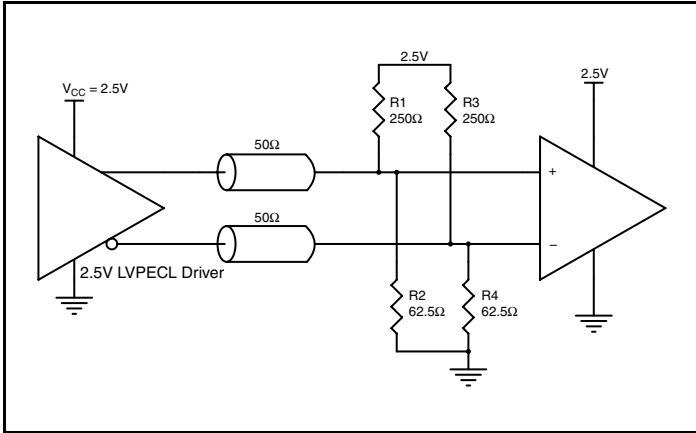 2.5V
V_CC = 2.5V
2.5V
R1
250Ω
R3
250Ω
50Ω
+
50Ω
–
2.5V LVPECL Driver
R2
62.5Ω
R4
62.5Ω